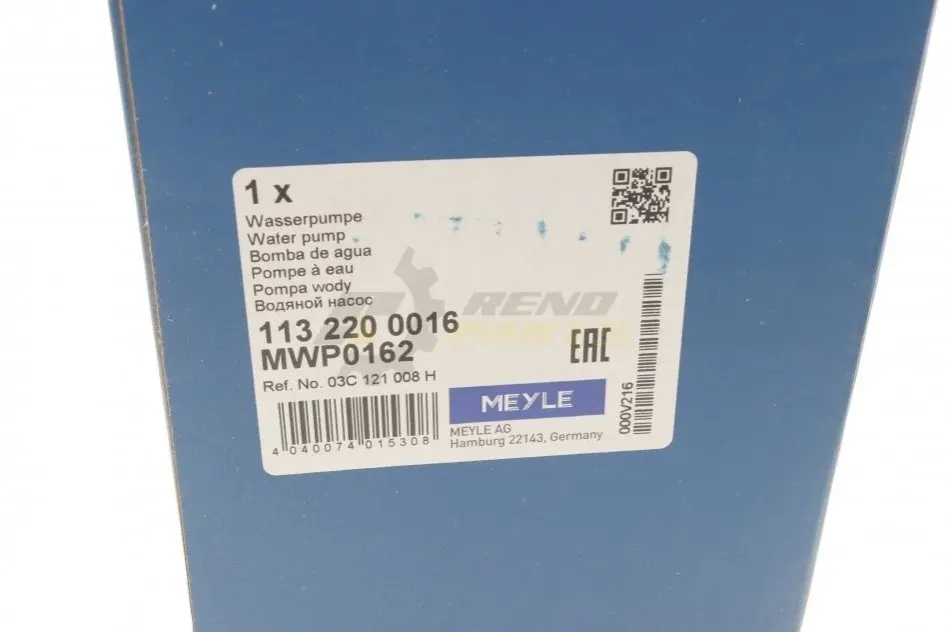 1 x
Wasserpumpe
Water pump
Bomba de agua
Pompe à eau
Pompa wody
Водяной насос
RENO
113 220 0016
MWP0162
EAC
Ref. No. 03C 121 008 H
MEYLE
MEYLE AG
Hamburg 22143, Germany
4 040074 015308
000V216